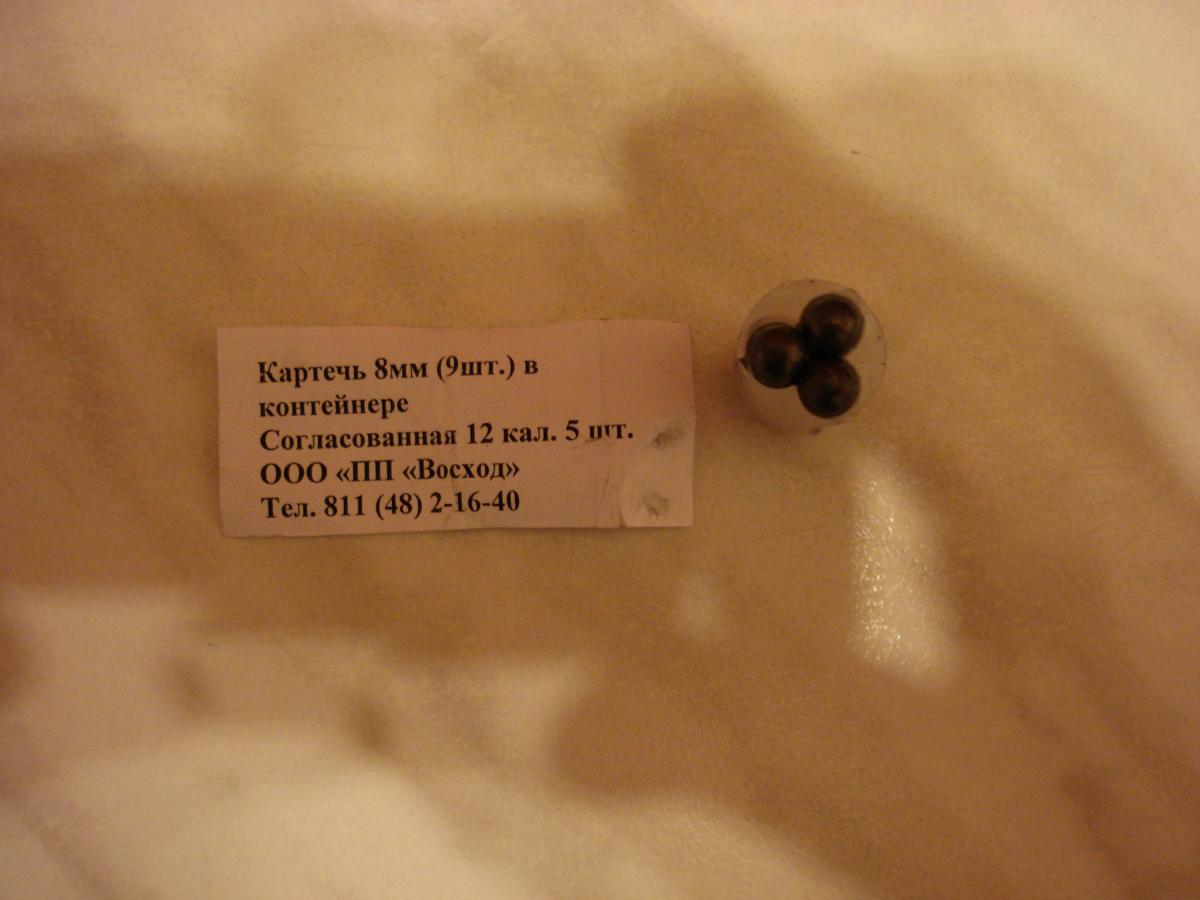 Картечь 8мм (9шт.) в
контейнере
Согласованная 12 кал. 5 шт.
ООО «ПП «Восход»
Тел. 811 (48) 2-16-40